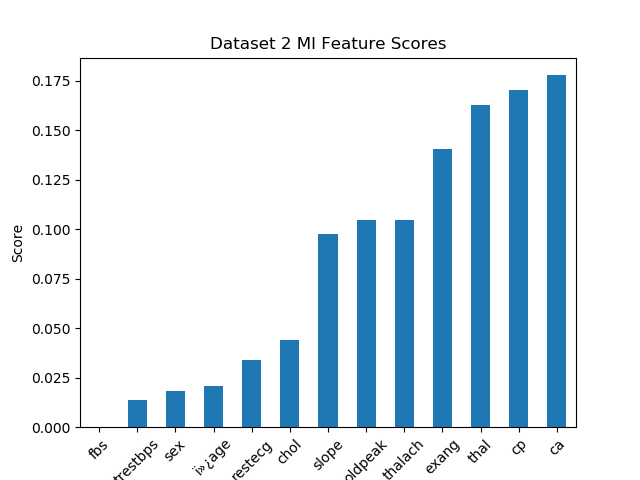 Dataset 2 MI Feature Scores
0.175
0.150
0.125
0.100
0.075
0.050
0.025
0.000
Score
fbs
trestbps
sex
ï»¿age
restecg
chol
slope
oldpeak
thalach
exang
thal
cp
ca